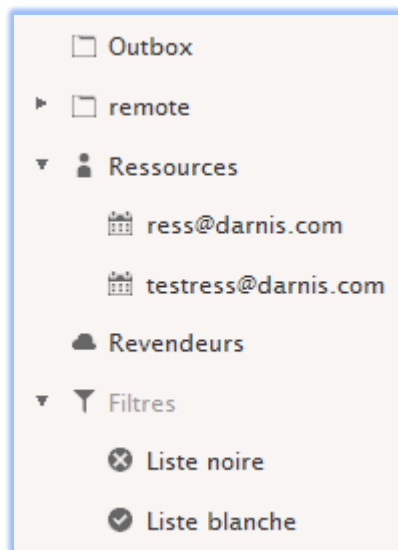 Outbox
remote
Ressources
ress@darnis.com
testress@darnis.com
Revendeurs
Filtres
Liste noire
Liste blanche